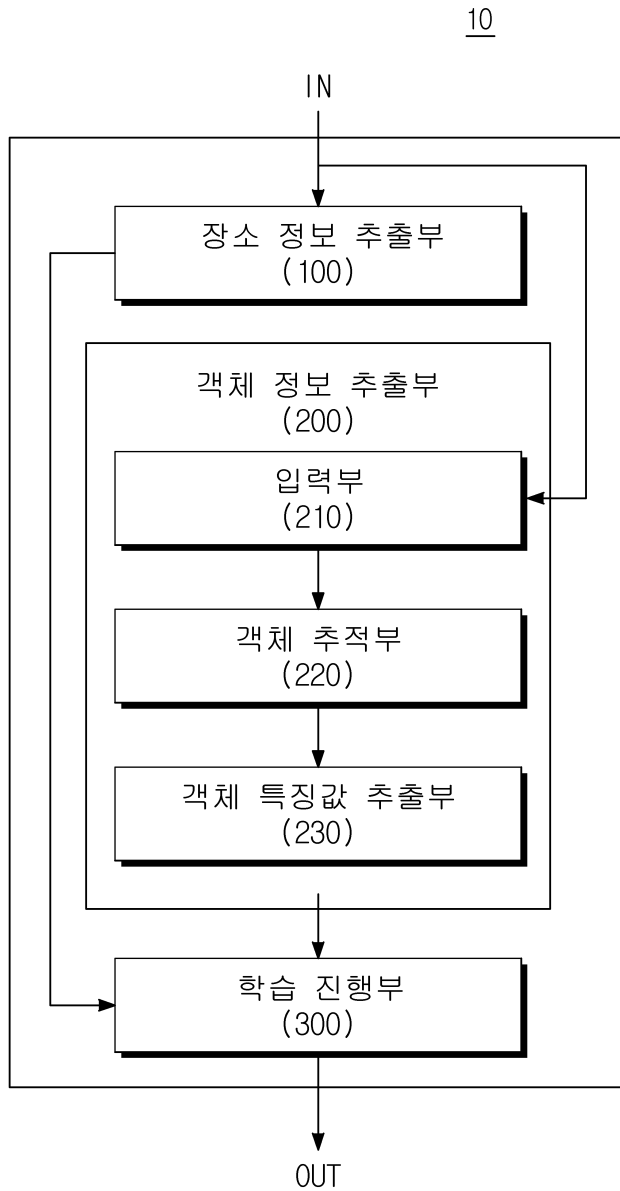 10
IN
장소 정보 추출부
(100)
객체 정보 추출부
(200)
입력부
(210)
객체 추적부
(220)
객체 특징값 추출부
(230)
학습 진행부
(300)
OUT